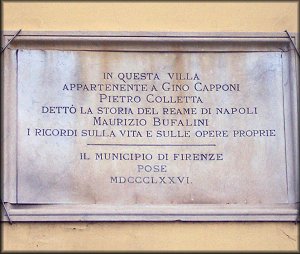 IN QUESTA VILLA
APPARTENENTE A GINO CAPPONI
PIETRO COLLETTA
DETTÒ LA STORIA DEL REAME DI NAPOLI
MAURIZIO BUFALINI
I RICORDI SULLA VITA E SULLE OPERE PROPRIE
IL MUNICIPIO DI FIRENZE
POSE
MDCCCLXXVI.